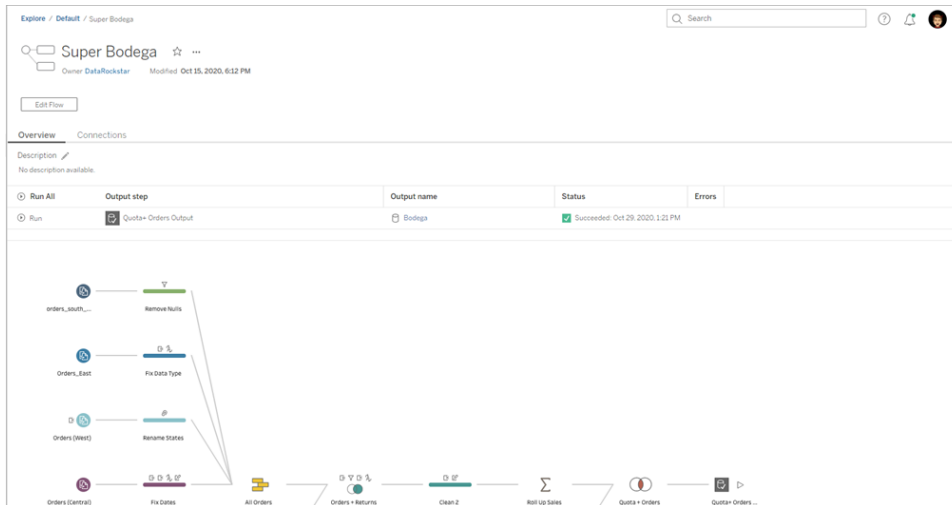 Explore / Default / Super Bodega
Search
Super Bodega
Owner DataRockstar Modified Oct 15, 2020, 6:12 PM
Edit Flow
Overview Connections
Description
No description available.
Run All Output step Output name Status Errors
Run Quota+ Orders Output Bodega Succeeded: Oct 29, 2020, 1:21 PM
orders_south_... Remove Nulls
Orders_East Fix Data Type
Orders (West) Rename States
Orders (Central) Fix Dates All Orders Orders + Returns Clean 2 Roll Up Sales Quota + Orders Quota+ Orders ...